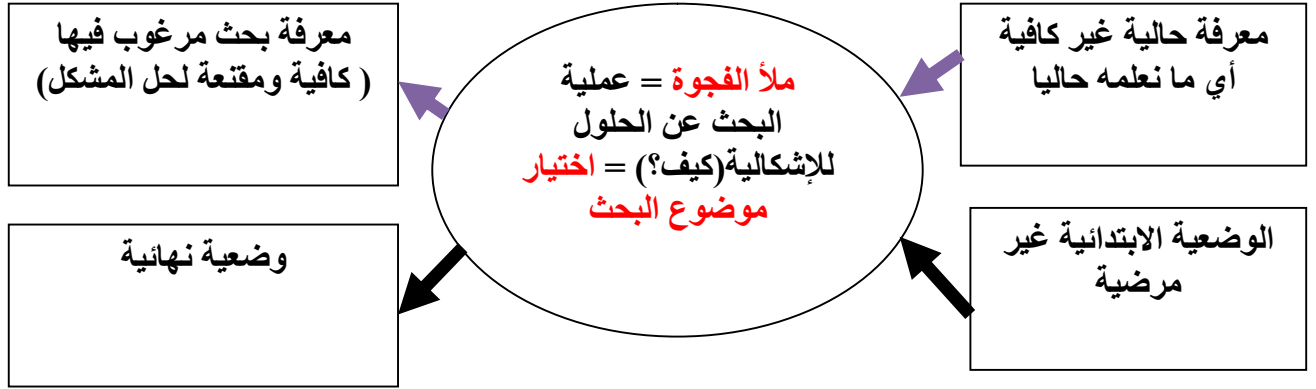 معرفة حالية غير كافية
أي ما نعلمه حاليا
ملأ الفجوة = عملية
البحث عن الحلول
للإشكالية(كيف؟) = اختيار
موضوع البحث
معرفة بحث مرغوب فيها
( كافية ومقتعة لحل المشكل)
الوضعية الابتدائية غير
مرضية
وضعية نهائية